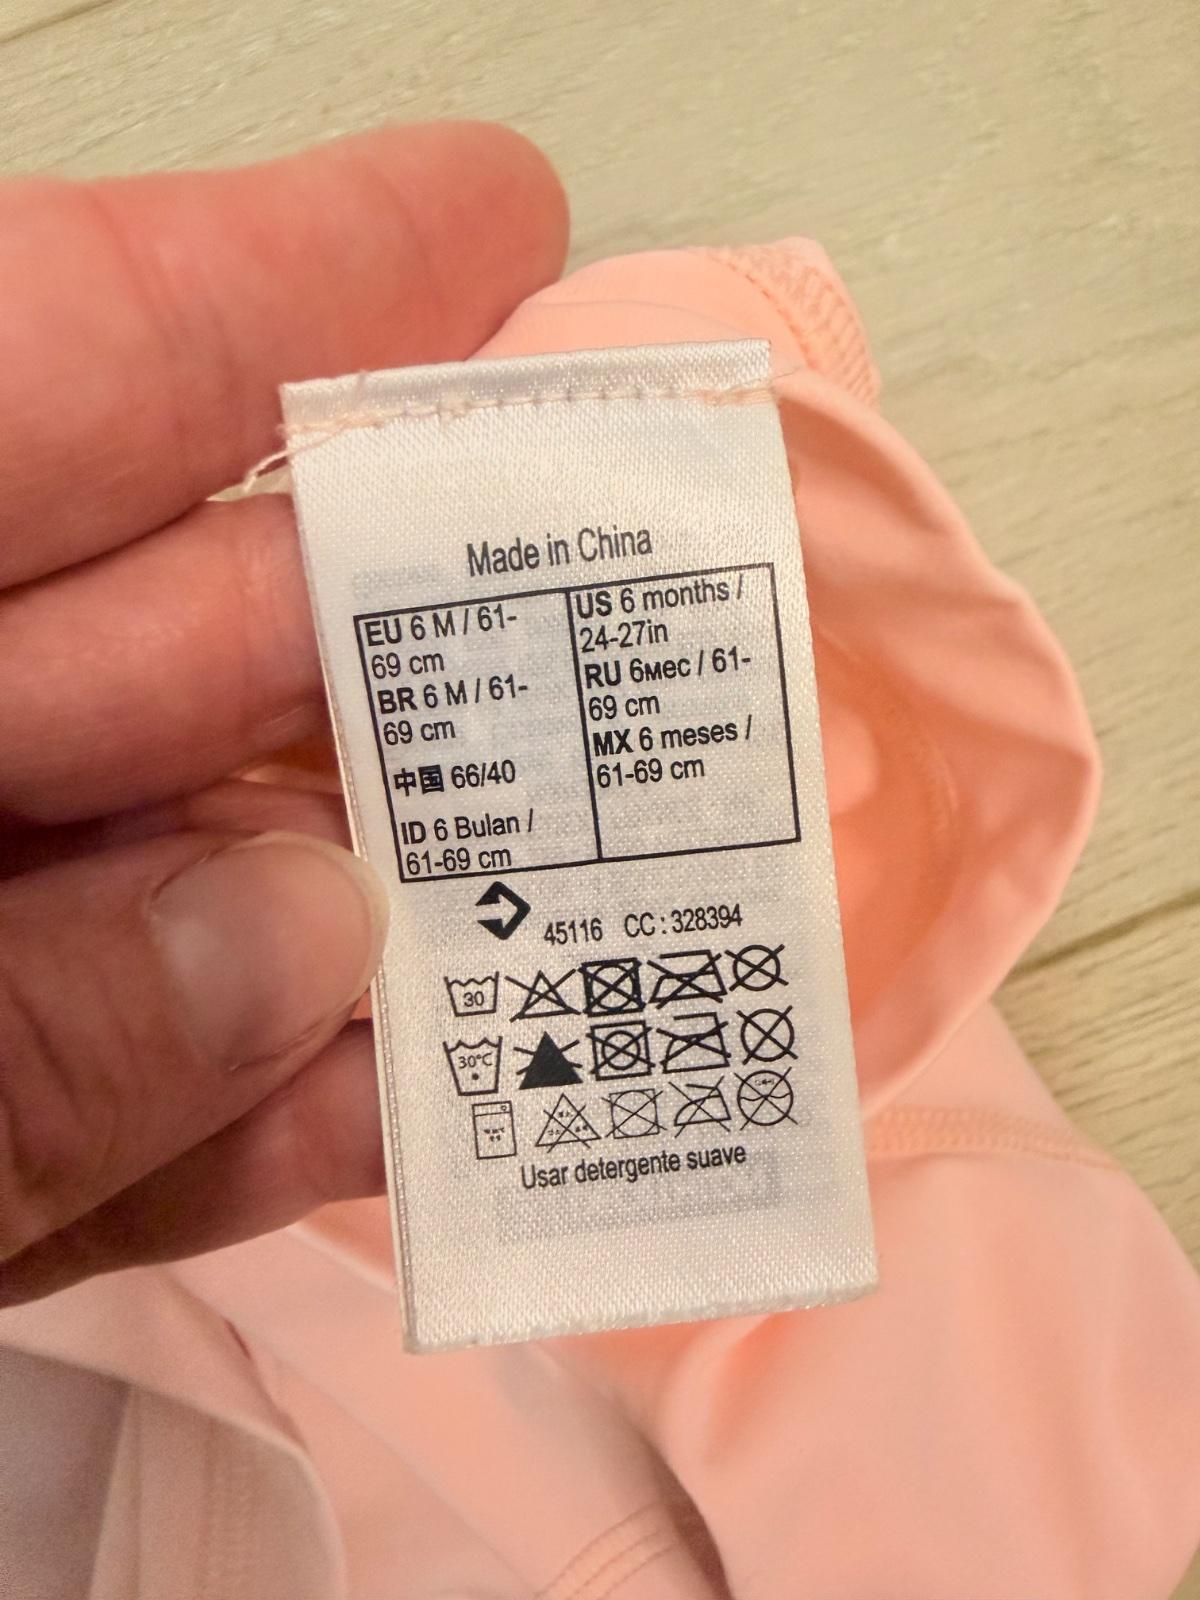 Made in China
EU 6 M / 61-
69 cm
BR 6 M / 61-
69 cm
中国 66/40
ID 6 Bulan /
61-69 cm
US 6 months /
24-27in
RU 6мес / 61-
69 cm
MX 6 meses /
61-69 cm
45116 CC : 328394
30
30°C
Usar detergente suave